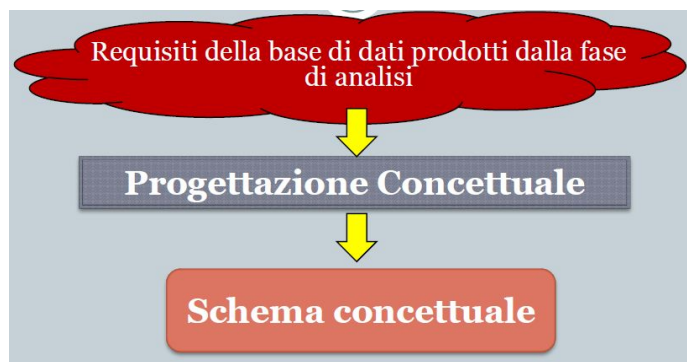 Requisiti della base di dati prodotti dalla fase
di analisi
Progettazione Concettuale
Schema concettuale